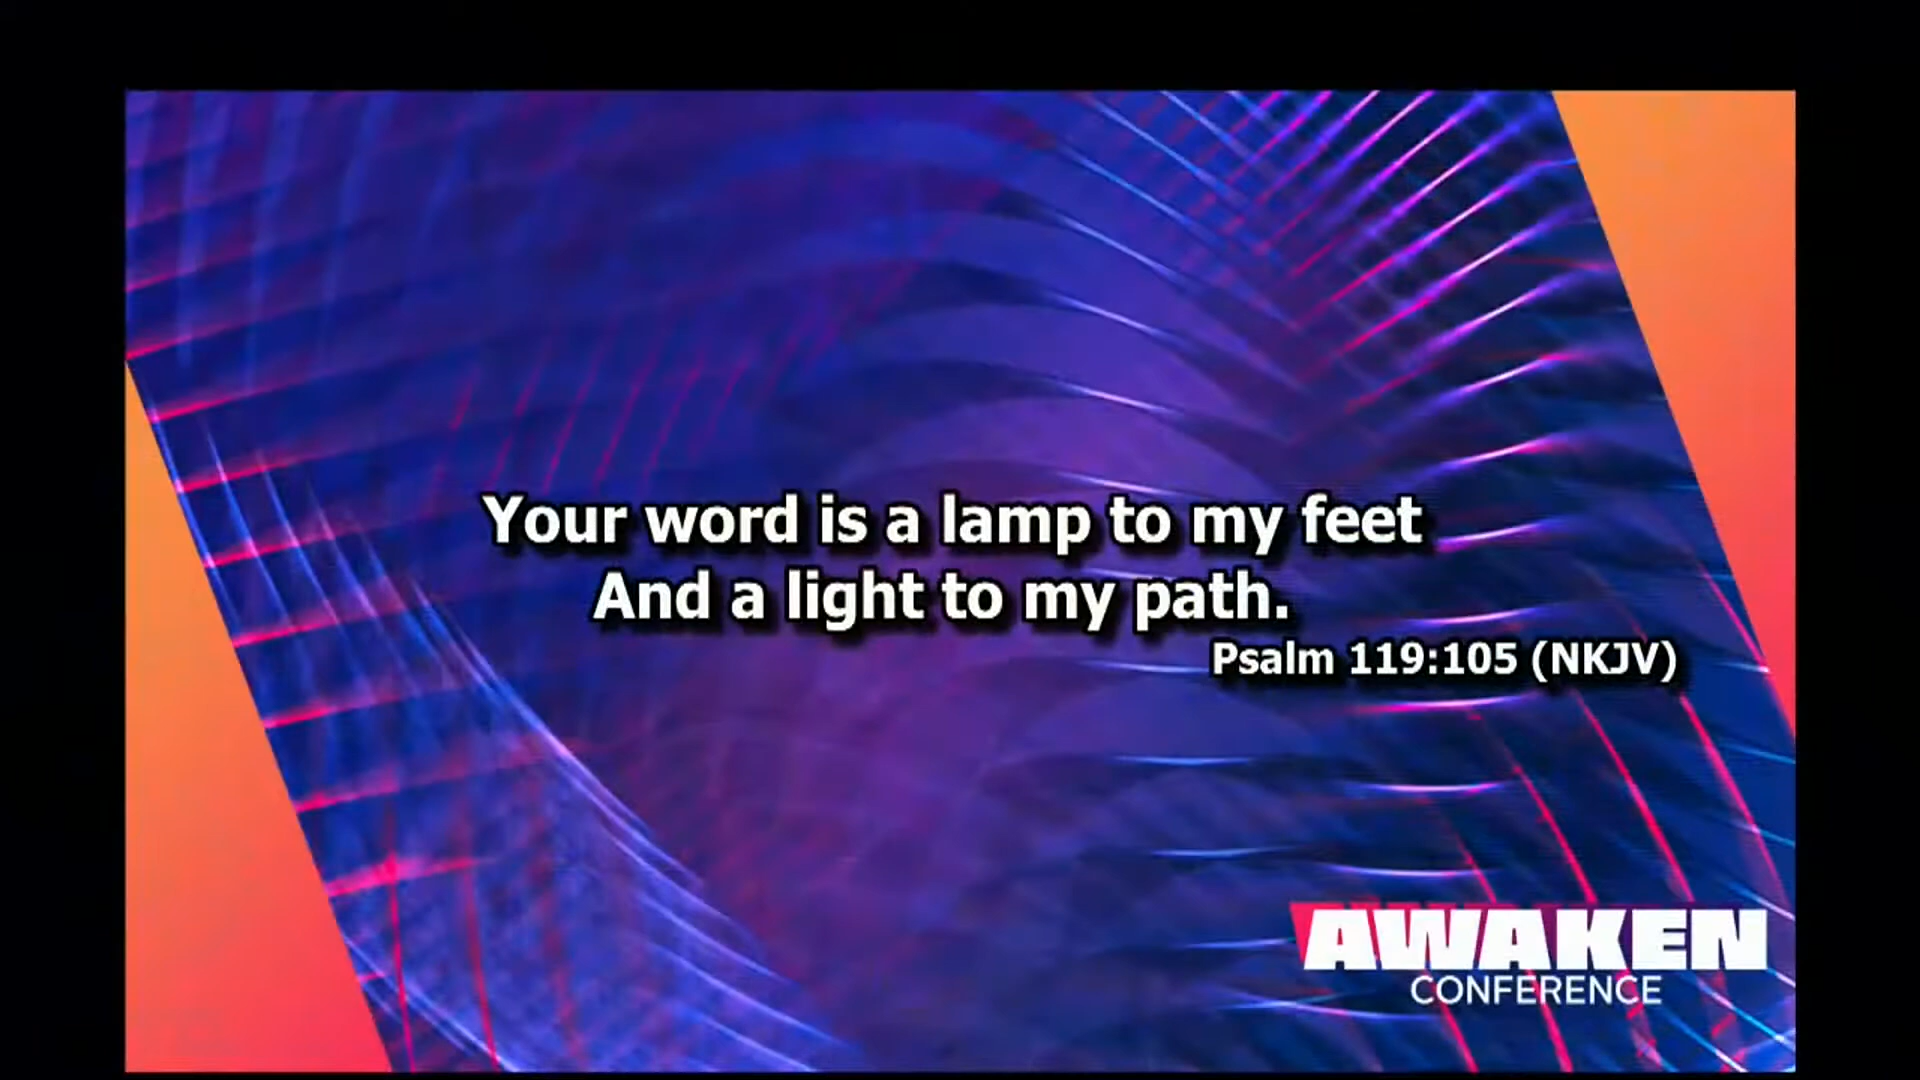 Your word is a lamp to my feet
And a light to my path.
Psalm 119:105 (NKJV)
AWAKEN
CONFERENCE